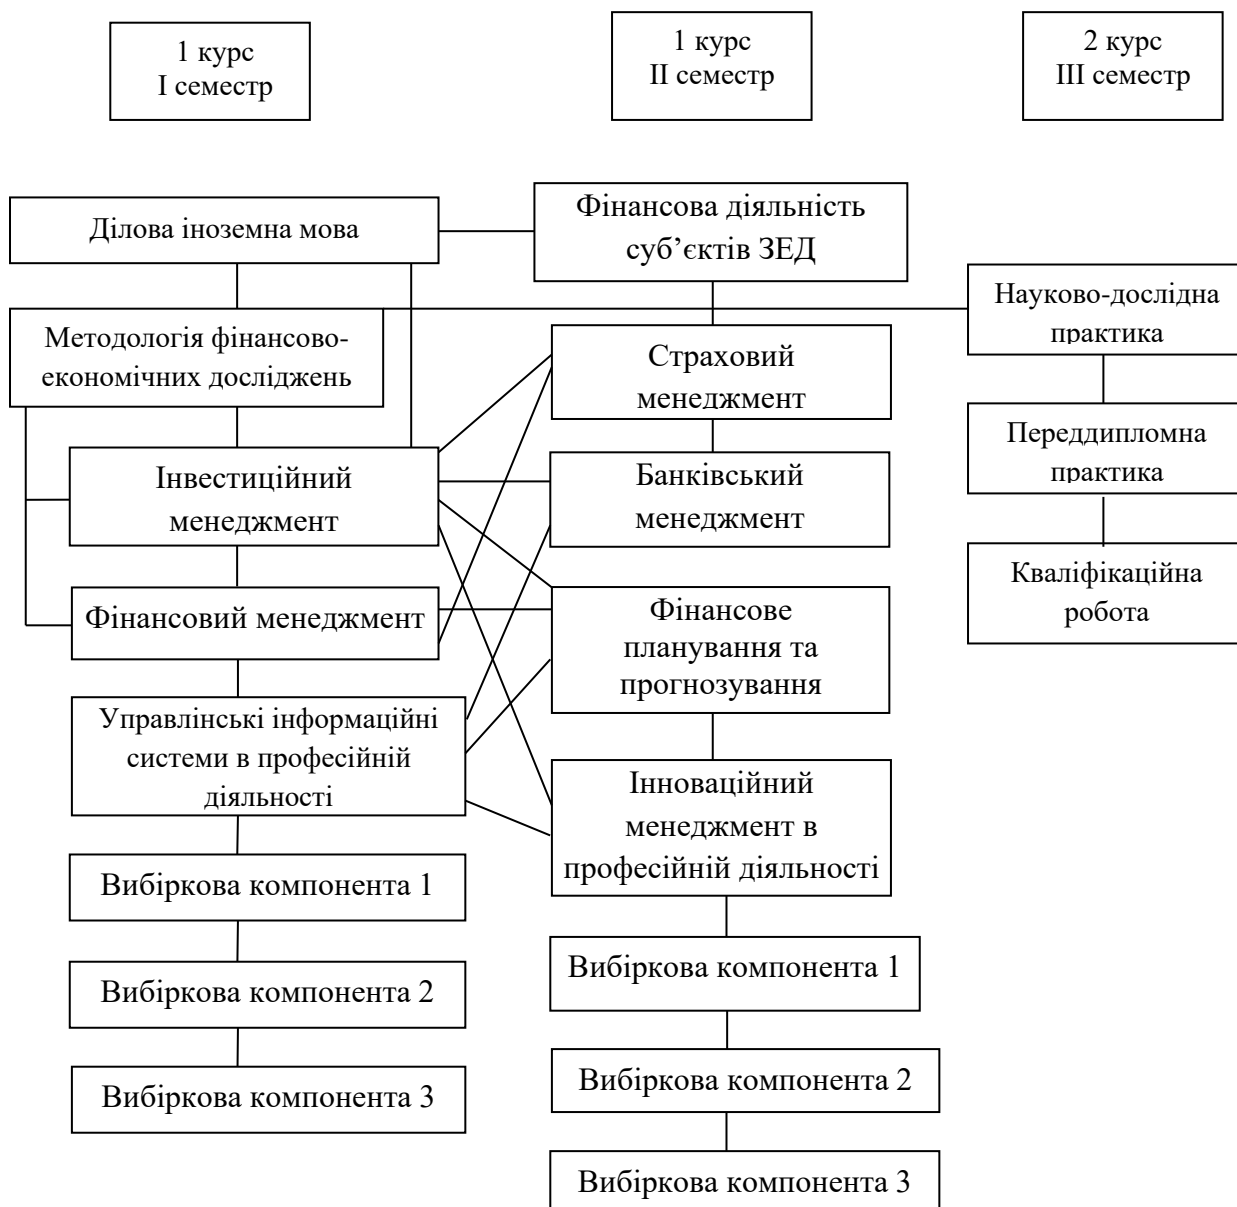 1 курс
I семестр
1 курс
II семестр
2 курс
III семестр
Ділова іноземна мова
Методологія фінансово-
економічних досліджень
Інвестиційний
менеджмент
Фінансовий менеджмент
Управлінські інформаційні
системи в професійній
діяльності
Вибіркова компонента 1
Вибіркова компонента 2
Вибіркова компонента 3
Фінансова діяльність
суб’єктів ЗЕД
Страховий
менеджмент
Банківський
менеджмент
Фінансове
планування та
прогнозування
Інноваційний
менеджмент в
професійній діяльності
Вибіркова компонента 1
Вибіркова компонента 2
Вибіркова компонента 3
Науково-дослідна
практика
Переддипломна
практика
Кваліфікаційна
робота